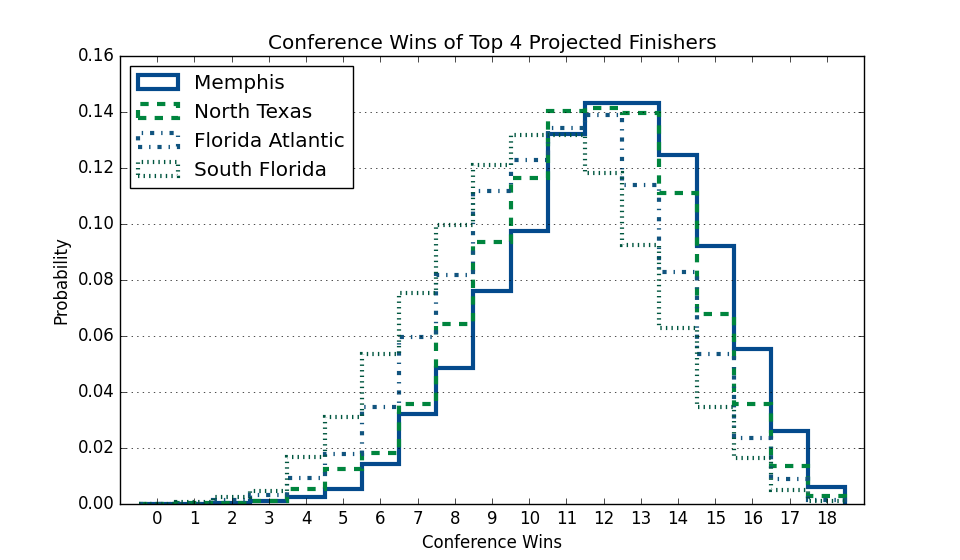 Conference Wins of Top 4 Projected Finishers
0.16
0.14
0.12
0.10
0.08
0.06
0.04
0.02
0.00
Probability
Memphis
North Texas
Florida Atlantic
South Florida
0 1 2 3 4 5 6 7 8 9 10 11 12 13 14 15 16 17 18
Conference Wins